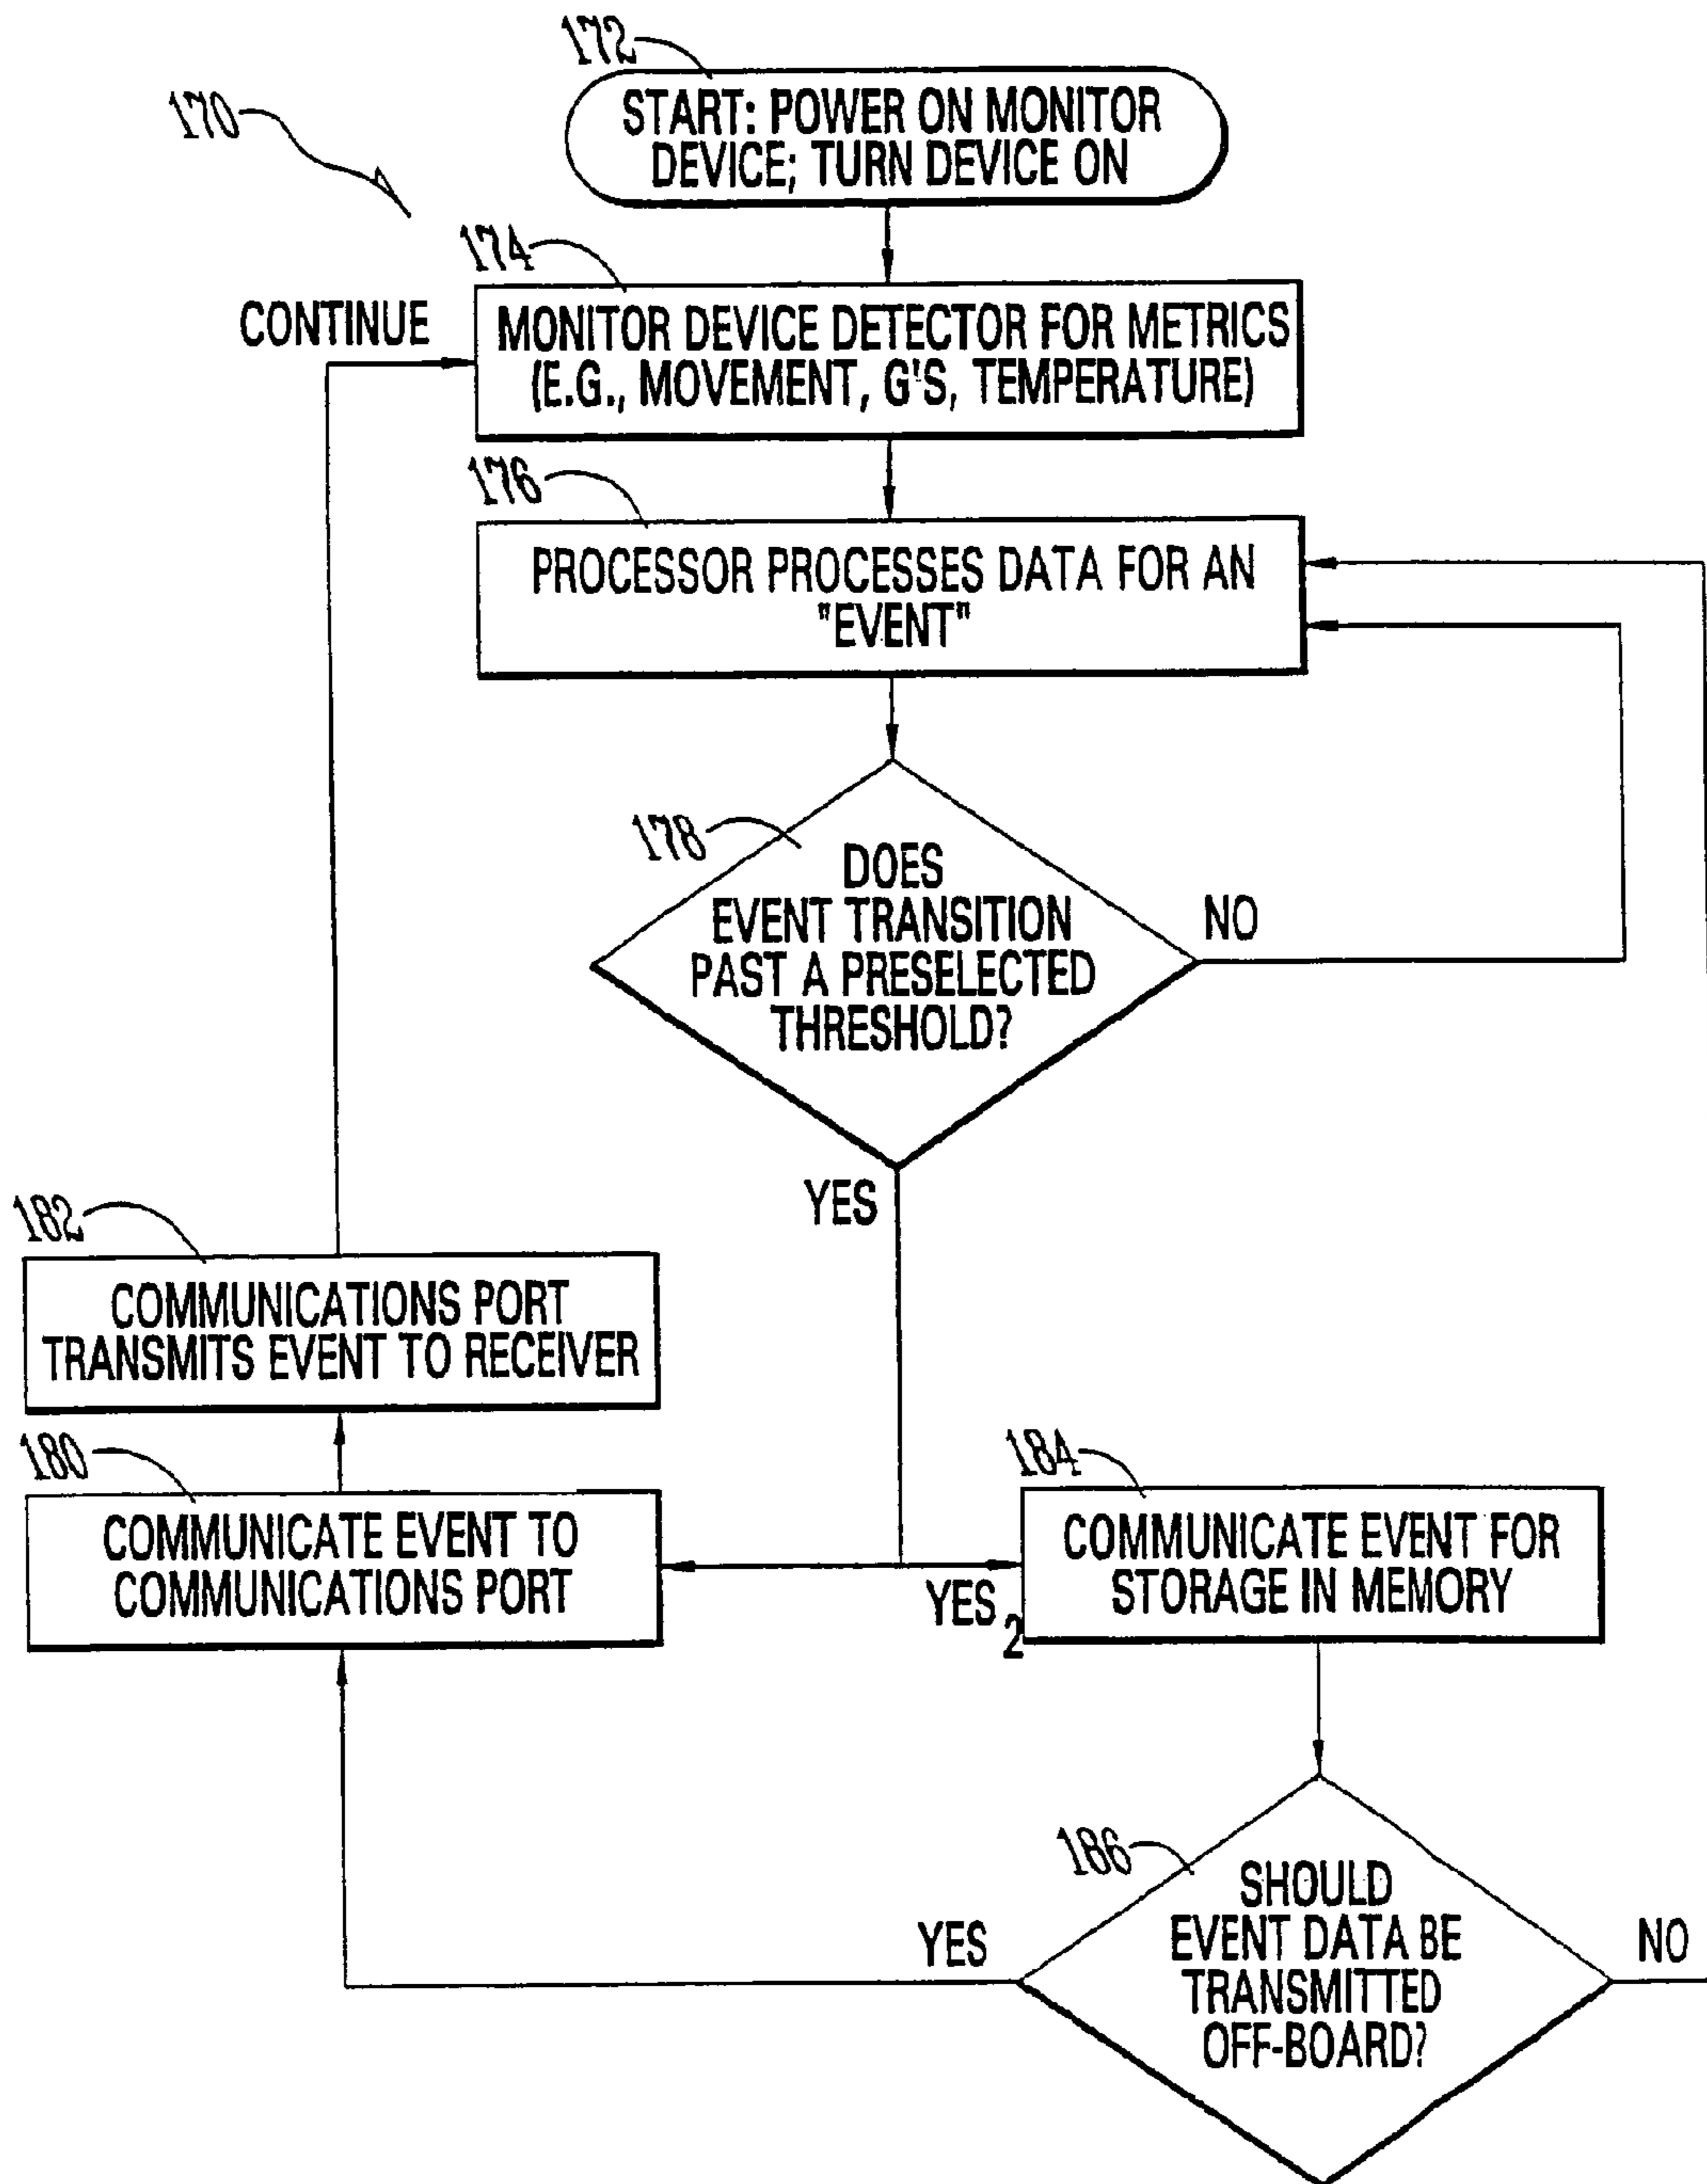 172
START: POWER ON MONITOR
DEVICE; TURN DEVICE ON
170
174
CONTINUE
MONITOR DEVICE DETECTOR FOR METRICS
(E.G., MOVEMENT, G'S, TEMPERATURE)
176
PROCESSOR PROCESSES DATA FOR AN
"EVENT"
178
DOES
EVENT TRANSITION
PAST A PRESELECTED
THRESHOLD?
NO
YES
182
COMMUNICATIONS PORT
TRANSMITS EVENT TO RECEIVER
180
COMMUNICATE EVENT TO
COMMUNICATIONS PORT
YES2
184
COMMUNICATE EVENT FOR
STORAGE IN MEMORY
186
SHOULD
EVENT DATA BE
TRANSMITTED
OFF-BOARD?
YES
NO